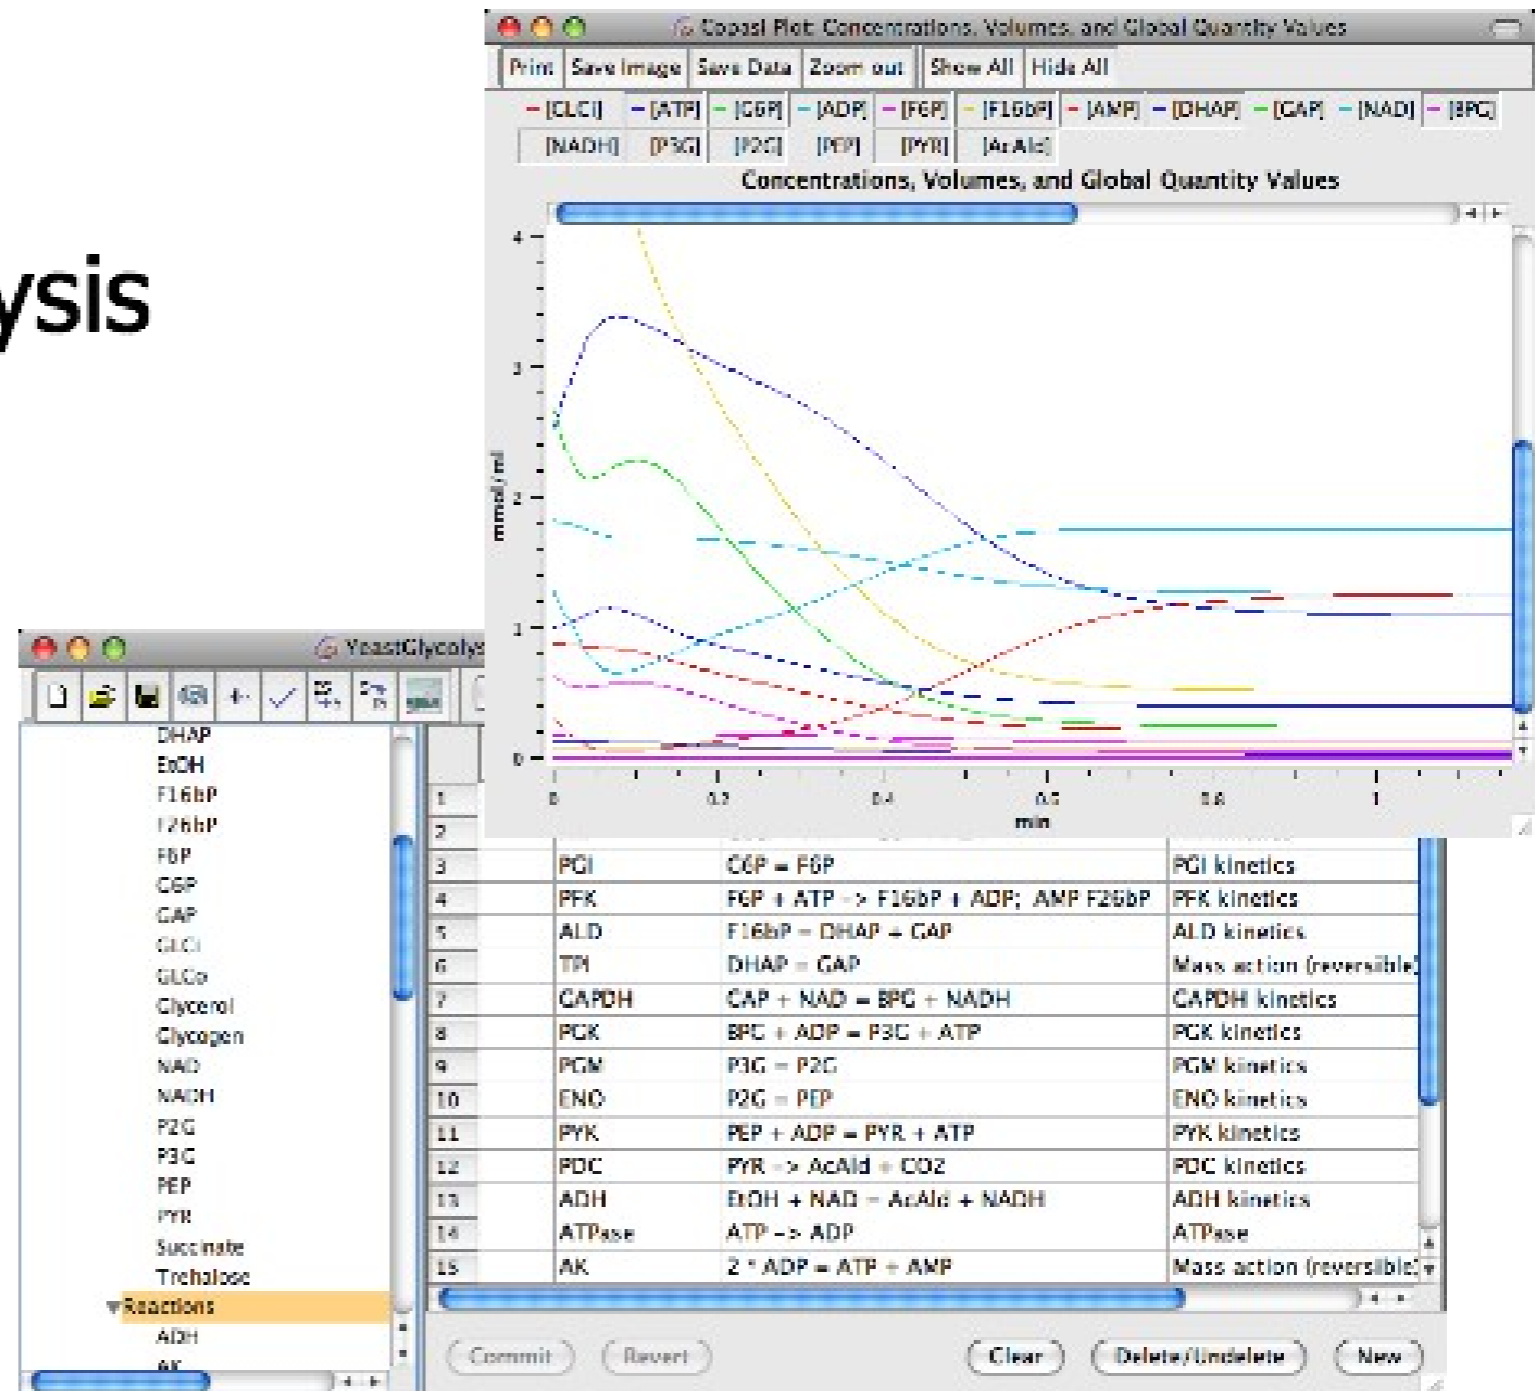 ysis
Copasi Plot: Concentrations, Volumes, and Global Quantity Values
Print Save Image Save Data Zoom out Show All Hide All
[GLCi] [ATP] [G6P] [ADP] [F6P] [F16bP] [AMP] [DHAP] [GAP] [NAD] [BPG]
[NADH] [P3G] [P2G] [PEP] [PYR] [AcAld]
Concentrations, Volumes, and Global Quantity Values
4
3
2
1
0
mmol/ml
0 0.2 0.4 0.6 0.8 1
min
YeastGlycolys
DHAP
EtOH
F16bP
F26bP
F6P
G6P
GAP
GLCi
GLCo
Glycerol
Glycogen
NAD
NADH
P2G
P3G
PEP
PYR
Succinate
Trehalose
Reactions
ADH
AK
1
2
3 PGI G6P = F6P PGI kinetics
4 PFK F6P + ATP -> F16bP + ADP; AMP F26bP PFK kinetics
5 ALD F16bP = DHAP + GAP ALD kinetics
6 TPI DHAP = GAP Mass action (reversible)
7 GAPDH GAP + NAD = BPG + NADH GAPDH kinetics
8 PGK BPG + ADP = P3G + ATP PGK kinetics
9 PGM P3G = P2G PGM kinetics
10 ENO P2G = PEP ENO kinetics
11 PYK PEP + ADP = PYR + ATP PYK kinetics
12 PDC PYR -> AcAld + CO2 PDC kinetics
13 ADH EtOH + NAD = AcAld + NADH ADH kinetics
14 ATPase ATP -> ADP ATPase
15 AK 2 * ADP = ATP + AMP Mass action (reversible)
Commit Revert Clear Delete/Undelete New